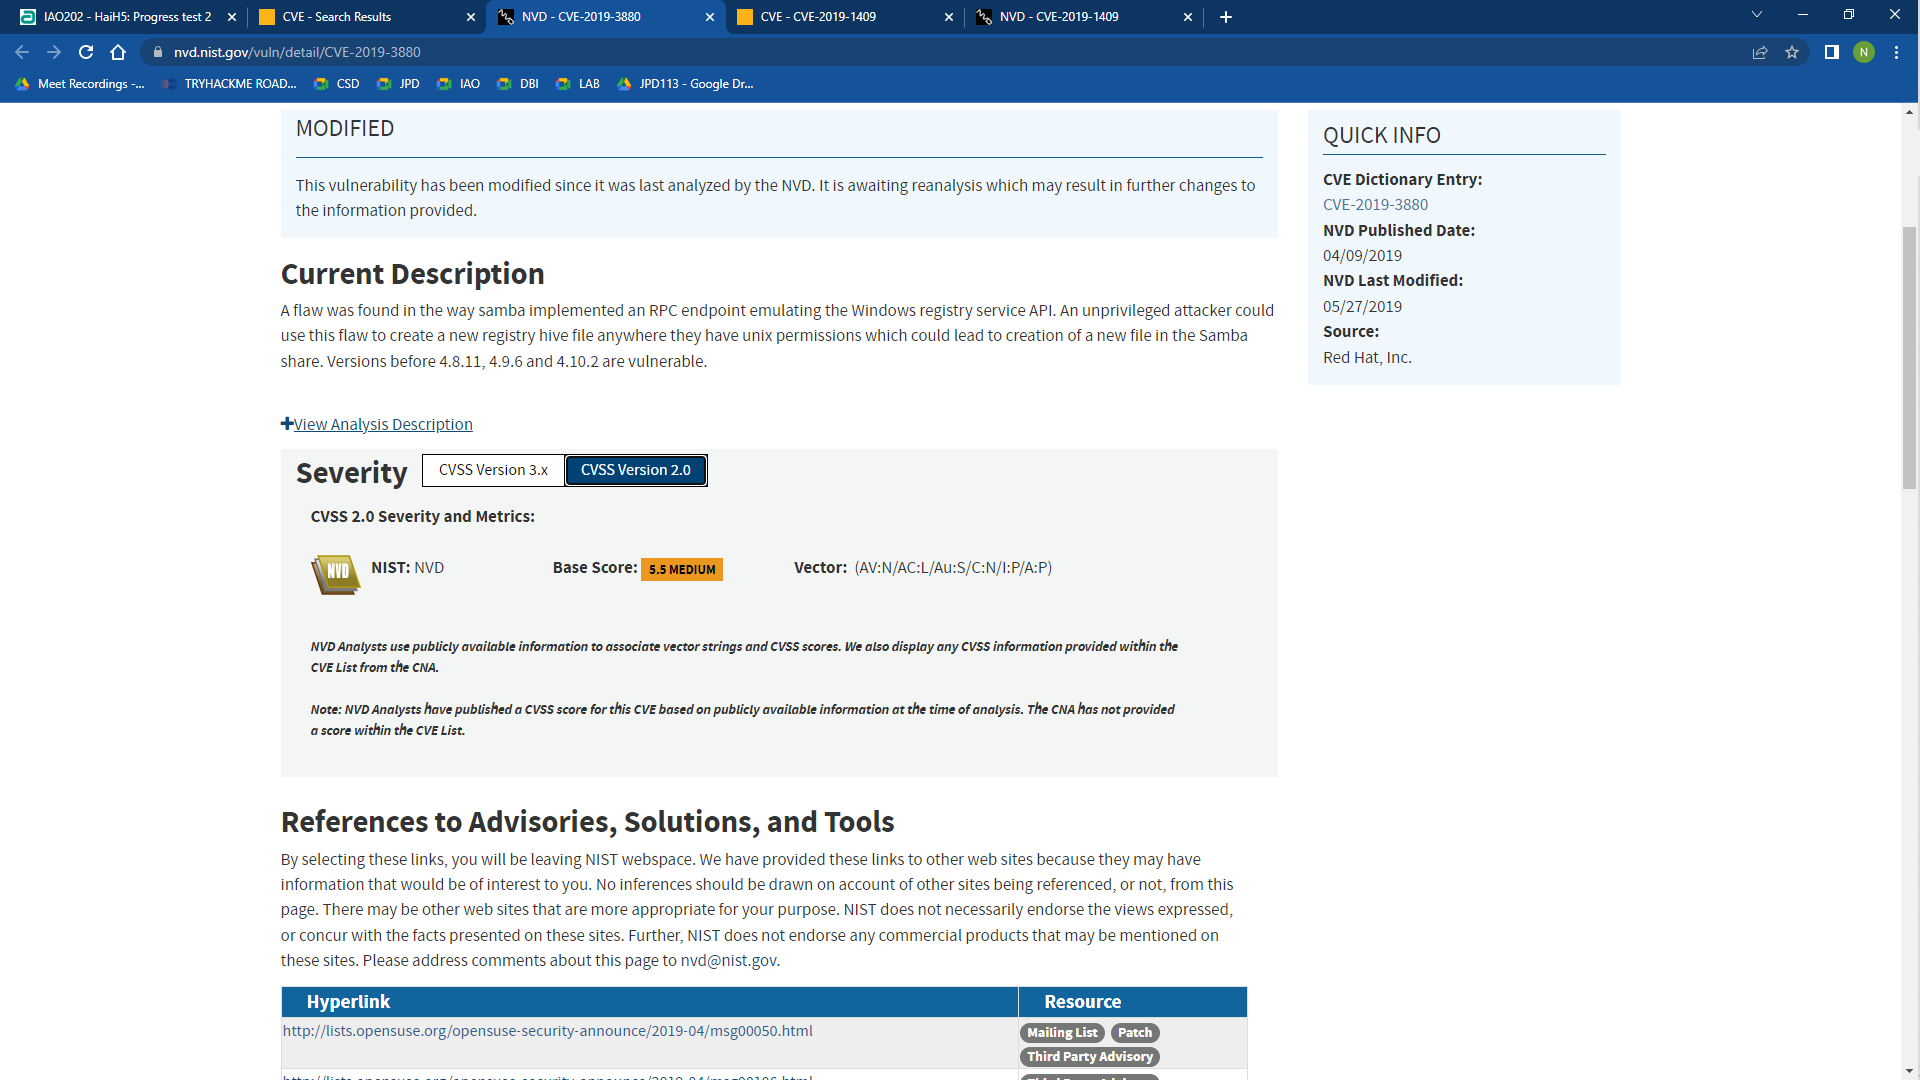 IAO202 - HaiH5: Progress test 2
CVE - Search Results
NVD - CVE-2019-3880
CVE - CVE-2019-1409
NVD - CVE-2019-1409
nvd.nist.gov/vuln/detail/CVE-2019-3880
N
Meet Recordings -...
TRYHACKME ROAD...
CSD
JPD
IAO
DBI
LAB
JPD113 - Google Dr...
MODIFIED
This vulnerability has been modified since it was last analyzed by the NVD. It is awaiting reanalysis which may result in further changes to
the information provided.
Current Description
A flaw was found in the way samba implemented an RPC endpoint emulating the Windows registry service API. An unprivileged attacker could
use this flaw to create a new registry hive file anywhere they have unix permissions which could lead to creation of a new file in the Samba
share. Versions before 4.8.11, 4.9.6 and 4.10.2 are vulnerable.
View Analysis Description
Severity
CVSS Version 3.x
CVSS Version 2.0
CVSS 2.0 Severity and Metrics:
NVD
NIST: NVD
Base Score: 5.5 MEDIUM
Vector: (AV:N/AC:L/Au:S/C:N/I:P/A:P)
NVD Analysts use publicly available information to associate vector strings and CVSS scores. We also display any CVSS information provided within the
CVE List from the CNA.
Note: NVD Analysts have published a CVSS score for this CVE based on publicly available information at the time of analysis. The CNA has not provided
a score within the CVE List.
References to Advisories, Solutions, and Tools
By selecting these links, you will be leaving NIST webspace. We have provided these links to other web sites because they may have
information that would be of interest to you. No inferences should be drawn on account of other sites being referenced, or not, from this
page. There may be other web sites that are more appropriate for your purpose. NIST does not necessarily endorse the views expressed,
or concur with the facts presented on these sites. Further, NIST does not endorse any commercial products that may be mentioned on
these sites. Please address comments about this page to nvd@nist.gov.
Hyperlink
Resource
http://lists.opensuse.org/opensuse-security-announce/2019-04/msg00050.html
Mailing List
Patch
Third Party Advisory
QUICK INFO
CVE Dictionary Entry:
CVE-2019-3880
NVD Published Date:
04/09/2019
NVD Last Modified:
05/27/2019
Source:
Red Hat, Inc.